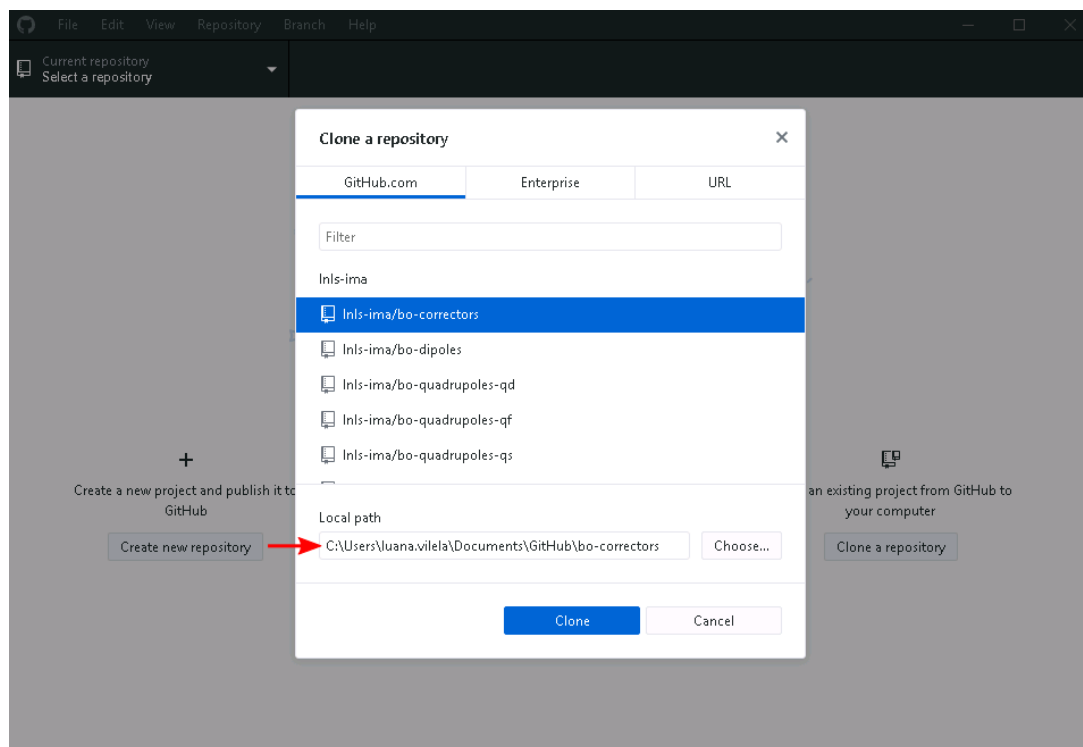 File Edit View Repository Branch Help
Current repository
Select a repository
Clone a repository
GitHub.com Enterprise URL
Filter
lnls-ima
lnls-ima/bo-correctors
lnls-ima/bo-dipoles
lnls-ima/bo-quadrupoles-qd
lnls-ima/bo-quadrupoles-qf
lnls-ima/bo-quadrupoles-qs
Create a new project and publish it to
GitHub
Create new repository
Local path
C:\Users\luana.vilela\Documents\GitHub\bo-correctors
Choose...
Clone
Cancel
an existing project from GitHub to
your computer
Clone a repository